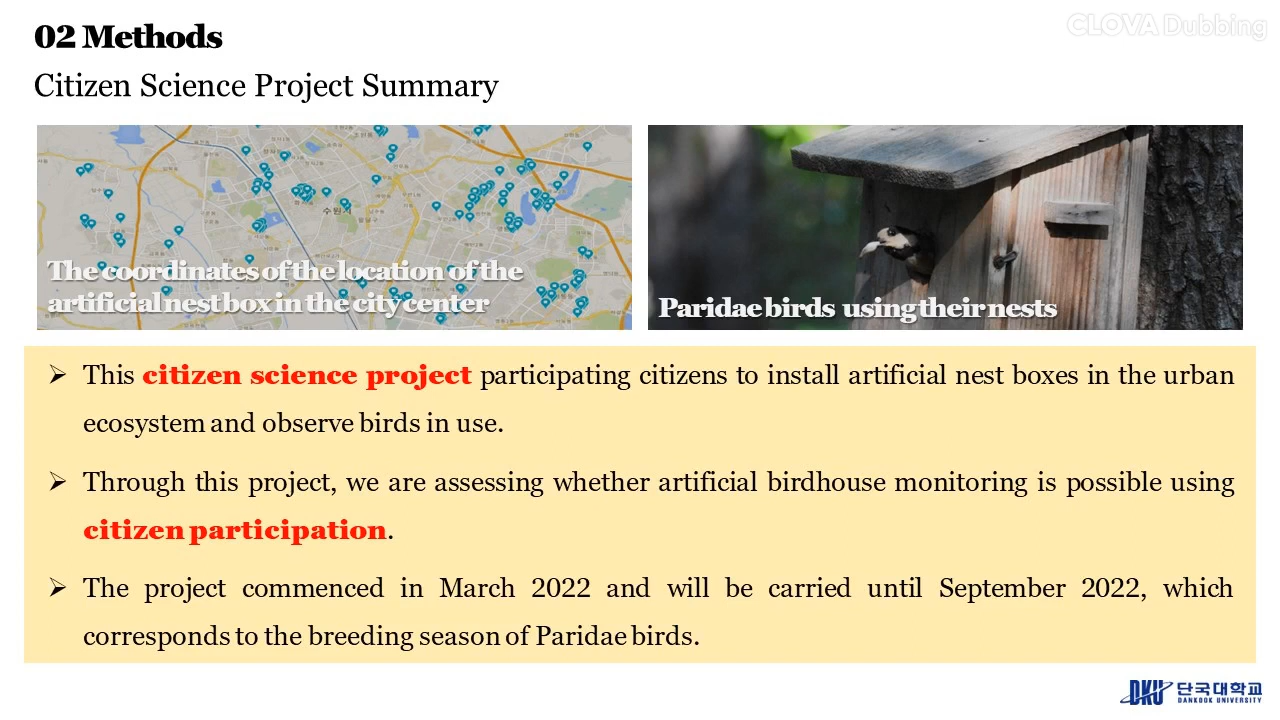 02 Methods
CLOVA Dubbing
Citizen Science Project Summary
수원시
The coordinates of the location of the
artificial nest box in the city center
Paridae birds using their nests
This citizen science project participating citizens to install artificial nest boxes in the urban
ecosystem and observe birds in use.
Through this project, we are assessing whether artificial birdhouse monitoring is possible using
citizen participation.
The project commenced in March 2022 and will be carried until September 2022, which
corresponds to the breeding season of Paridae birds.
DKU 단국대학교
DANKOOK UNIVERSITY